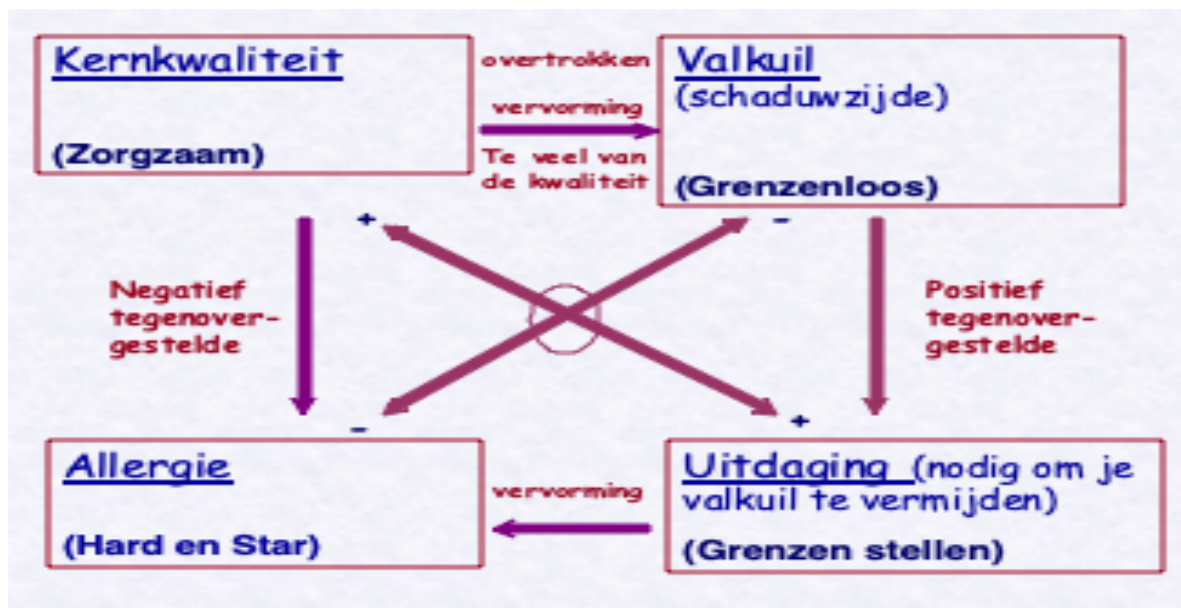 Kernkwaliteit
(Zorgzaam)
overtrokken
vervorming
Te veel van
de kwaliteit
Valkuil
(schaduwzijde)
(Grenzenloos)
+
-
Negatief
tegenover-
gestelde
Positief
tegenover-
gestelde
-
+
Allergie
(Hard en Star)
vervorming
Uitdaging (nodig om je
valkuil te vermijden)
(Grenzen stellen)